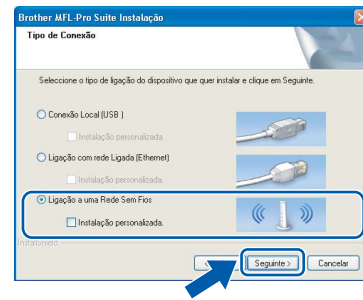 Brother MFL-Pro Suite Instalação
Tipo de Conexão
Seleccione o tipo de ligação do dispositivo que quer instalar e clique em Seguinte.
Conexão Local (USB )
Instalação personalizada.
Ligação com rede Ligada (Ethernet)
Instalação personalizada.
Ligação a uma Rede Sem Fios
Instalação personalizada.
InstallShield
Seguinte >
Cancelar